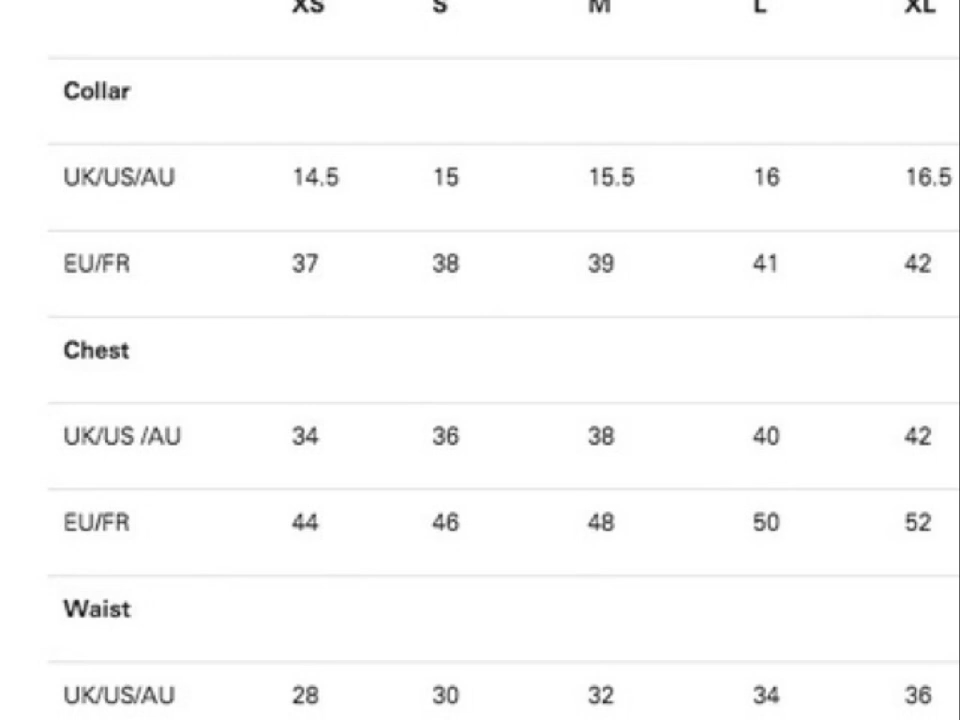 XS S M L XL
Collar
UK/US/AU 14.5 15 15.5 16 16.5
EU/FR 37 38 39 41 42
Chest
UK/US /AU 34 36 38 40 42
EU/FR 44 46 48 50 52
Waist
UK/US/AU 28 30 32 34 36